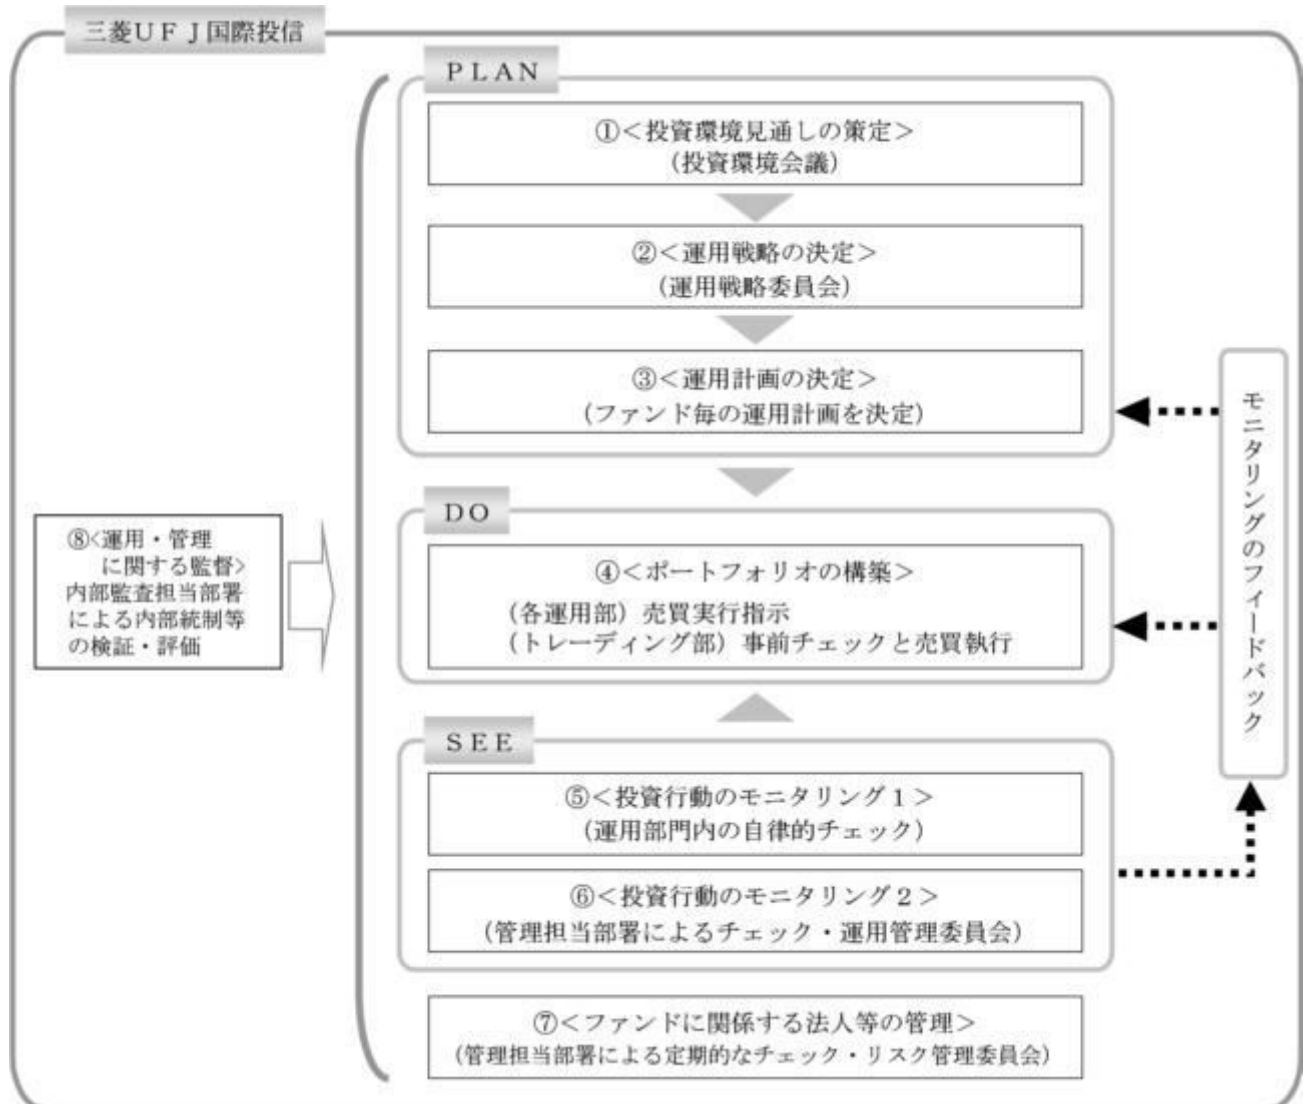 三菱ＵＦＪ国際投信
ＰＬＡＮ
①＜投資環境見通しの策定＞
（投資環境会議）
②＜運用戦略の決定＞
（運用戦略委員会）
③＜運用計画の決定＞
（ファンド毎の運用計画を決定）
ＤＯ
④＜ポートフォリオの構築＞
（各運用部）売買実行指示
（トレーディング部）事前チェックと売買執行
ＳＥＥ
⑤＜投資行動のモニタリング１＞
（運用部門内の自律的チェック）
⑥＜投資行動のモニタリング２＞
（管理担当部署によるチェック・運用管理委員会）
⑦＜ファンドに関係する法人等の管理＞
（管理担当部署による定期的なチェック・リスク管理委員会）
⑧<運用・管理
に関する監督>
内部監査担当部署
による内部統制等
の検証・評価
モニタリングのフィードバック